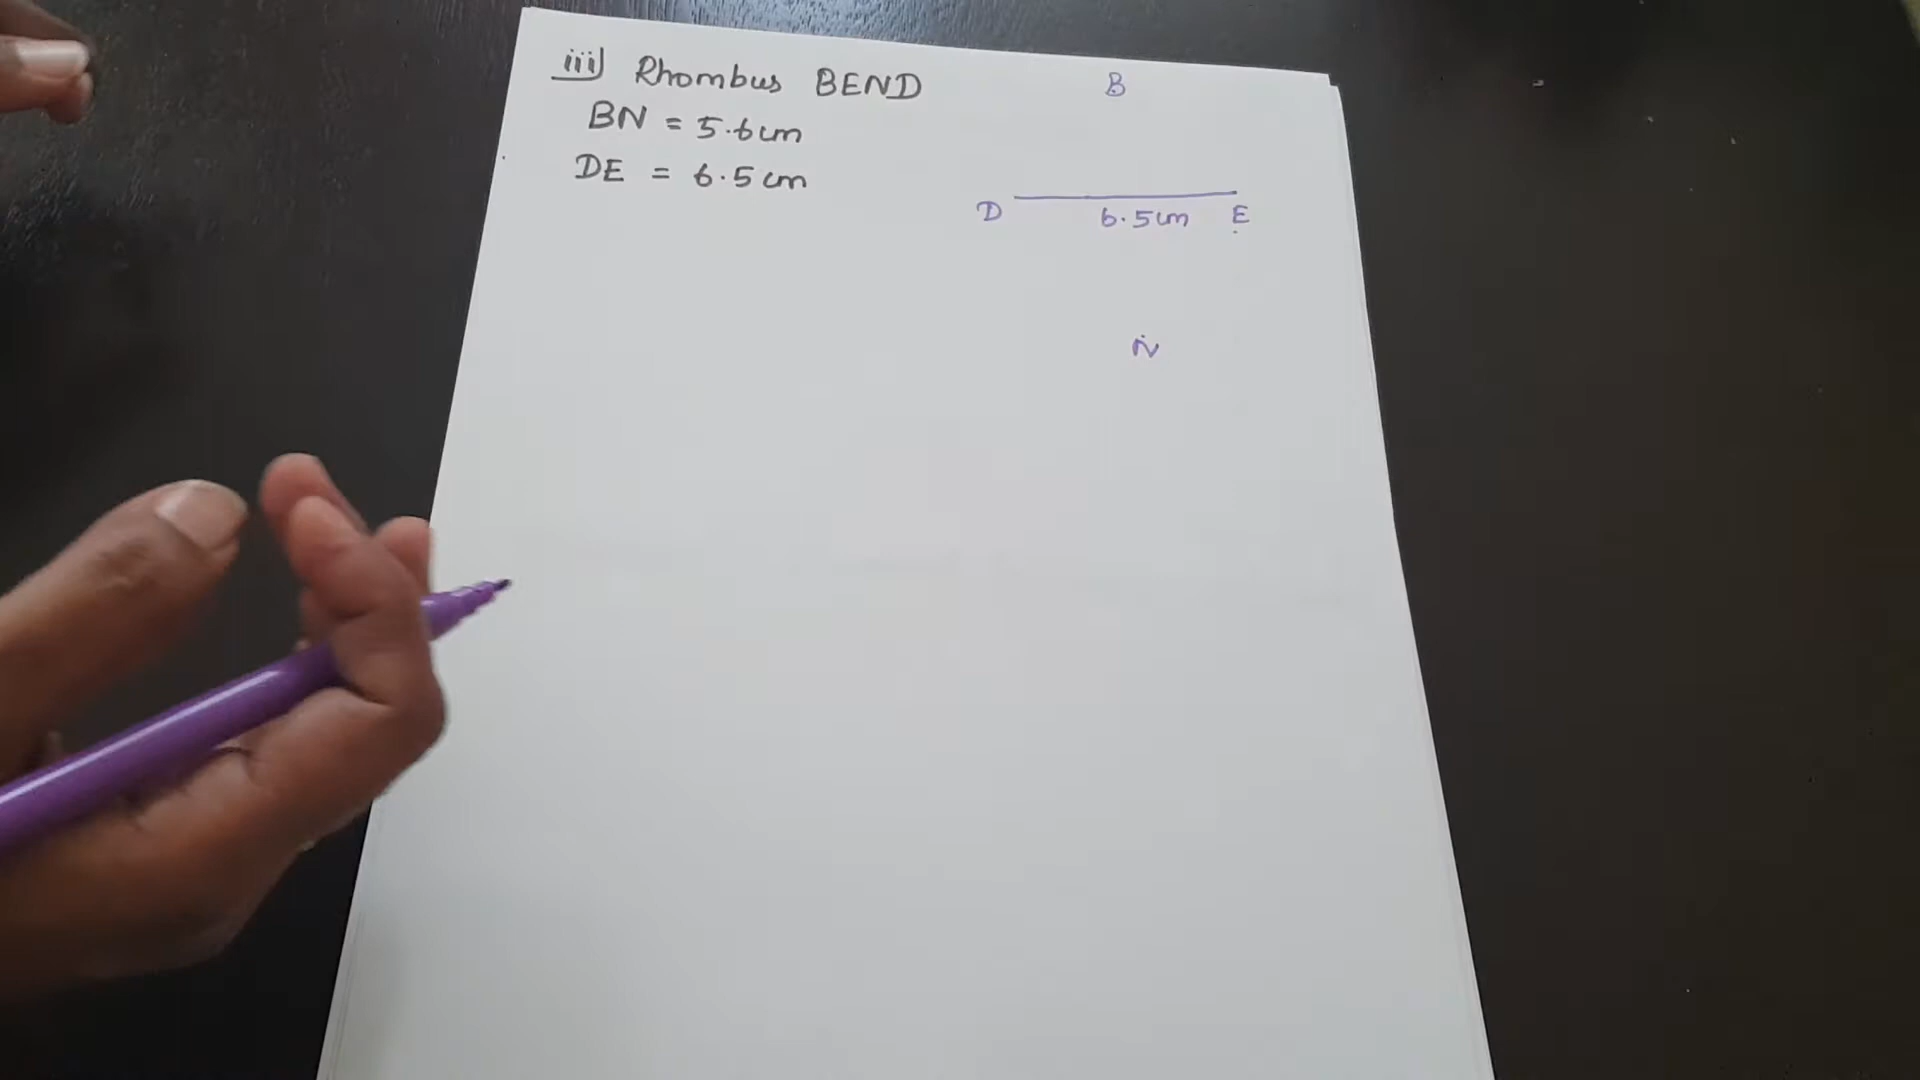 iii) Rhombus BEND
BN = 5.6cm
DE = 6.5cm
B
D 6.5cm E
N